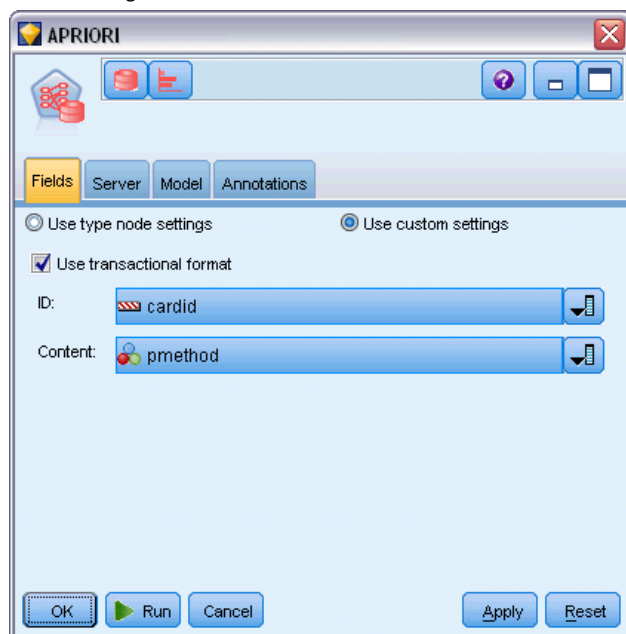 APRIORI
Fields Server Model Annotations
Use type node settings Use custom settings
Use transactional format
ID: cardid
Content: pmethod
OK Run Cancel Apply Reset